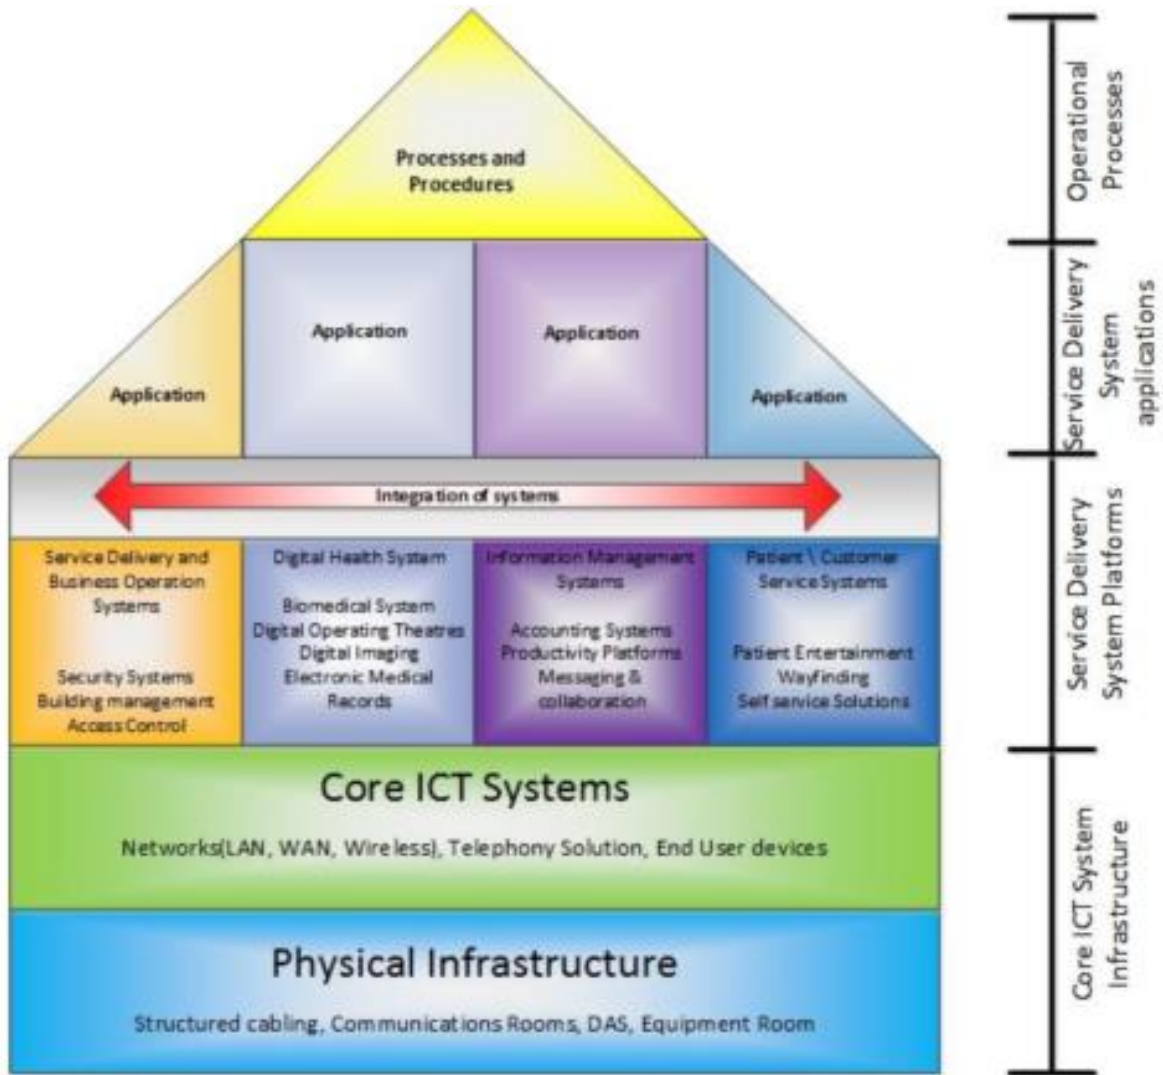 Processes and
Procedures
Application
Application
Application
Application
Integration of systems
Service Delivery and
Business Operation
Systems
Security Systems
Building management
Access Control
Digital Health System
Biomedical System
Digital Operating Theatres
Digital Imaging
Electronic Medical
Records
Information Management
Systems
Accounting Systems
Productivity Platforms
Messaging &
collaboration
Patient \ Customer
Service Systems
Patient Entertainment
Wayfinding
Self service Solutions
Core ICT Systems
Networks(LAN, WAN, Wireless), Telephony Solution, End User devices
Physical Infrastructure
Structured cabling, Communications Rooms, DAS, Equipment Room
Operational
Processes
Service Delivery
System
applications
Service Delivery
System Platforms
Core ICT System
Infrastructure